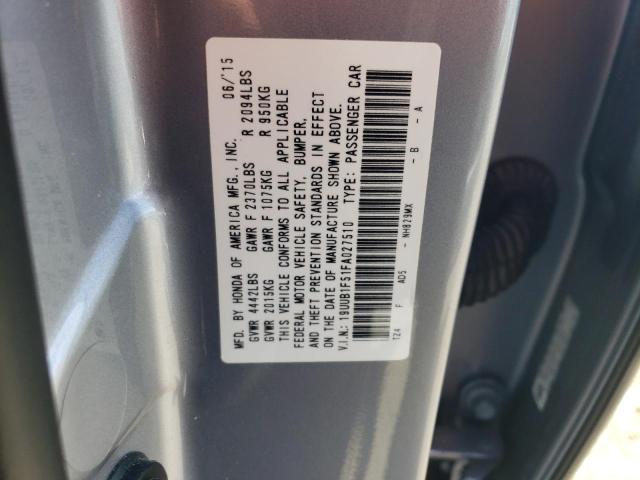 MFD. BY HONDA OF AMERICA MFG., INC. 06/'15
GVWR 4442LBS GAWR F 2370LBS R 2094LBS
GVWR 2015KG GAWR F 1075KG R 950KG
THIS VEHICLE CONFORMS TO ALL APPLICABLE
FEDERAL MOTOR VEHICLE SAFETY, BUMPER,
AND THEFT PREVENTION STANDARDS IN EFFECT
ON THE DATE OF MANUFACTURE SHOWN ABOVE.
V.I.N.: 19UUB1F51FA027510 TYPE: PASSENGER CAR
TZ4 F AD5 - NH829MX - B - A